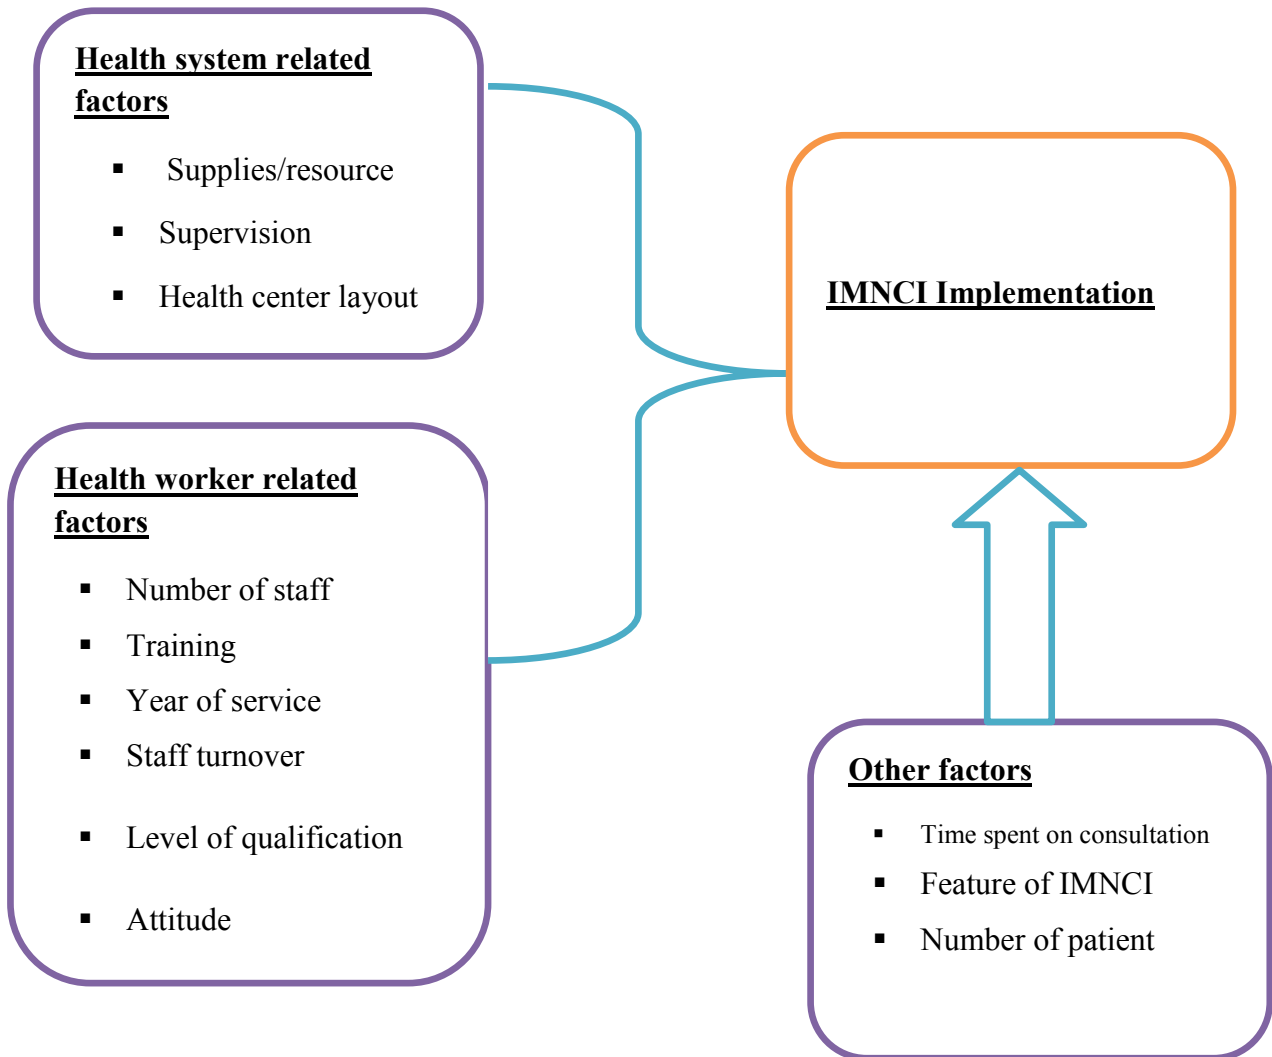 Health system related
factors
▪ Supplies/resource
▪ Supervision
▪ Health center layout
IMNCI Implementation
Health worker related
factors
▪ Number of staff
▪ Training
▪ Year of service
▪ Staff turnover
▪ Level of qualification
▪ Attitude
Other factors
▪ Time spent on consultation
▪ Feature of IMNCI
▪ Number of patient